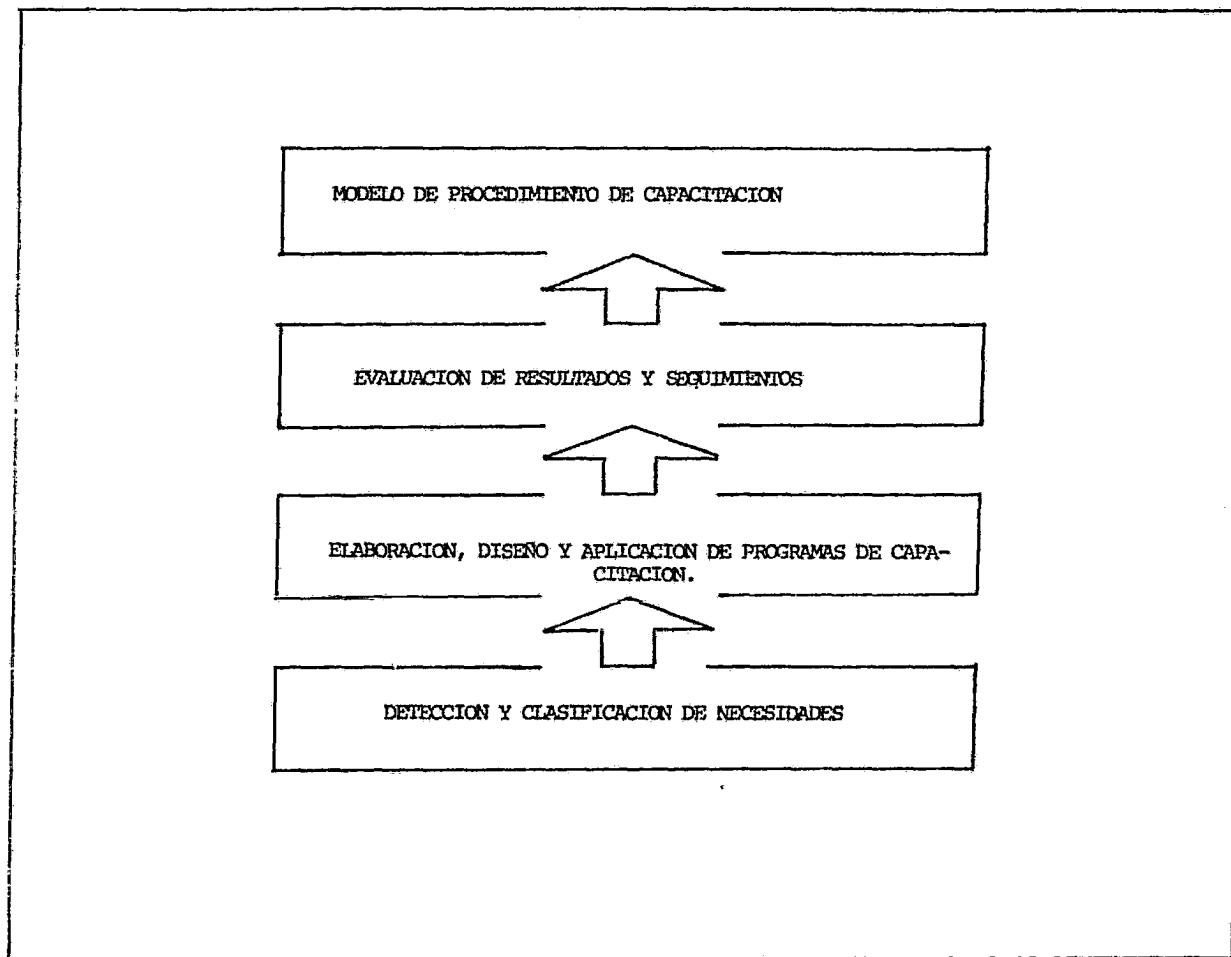 MODELO DE PROCEDIMIENTO DE CAPACITACION
EVALUACION DE RESULTADOS Y SEGUIMIENTOS
ELABORACION, DISEÑO Y APLICACION DE PROGRAMAS DE CAPA-
CITACION.
DETECCION Y CLASIFICACION DE NECESIDADES